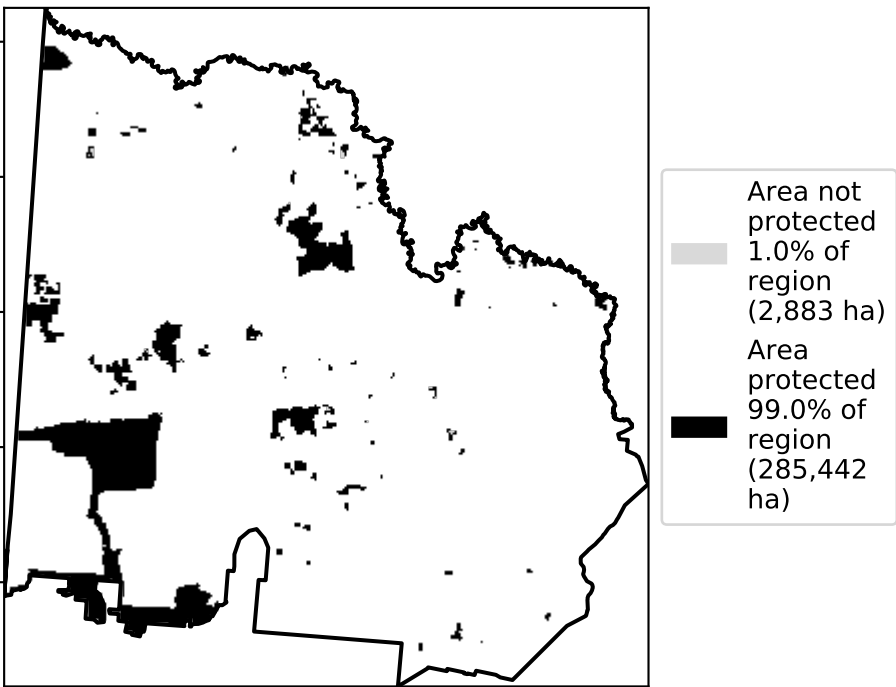 Area not
protected
1.0% of
region
(2,883 ha)
Area
protected
99.0% of
region
(285,442
ha)